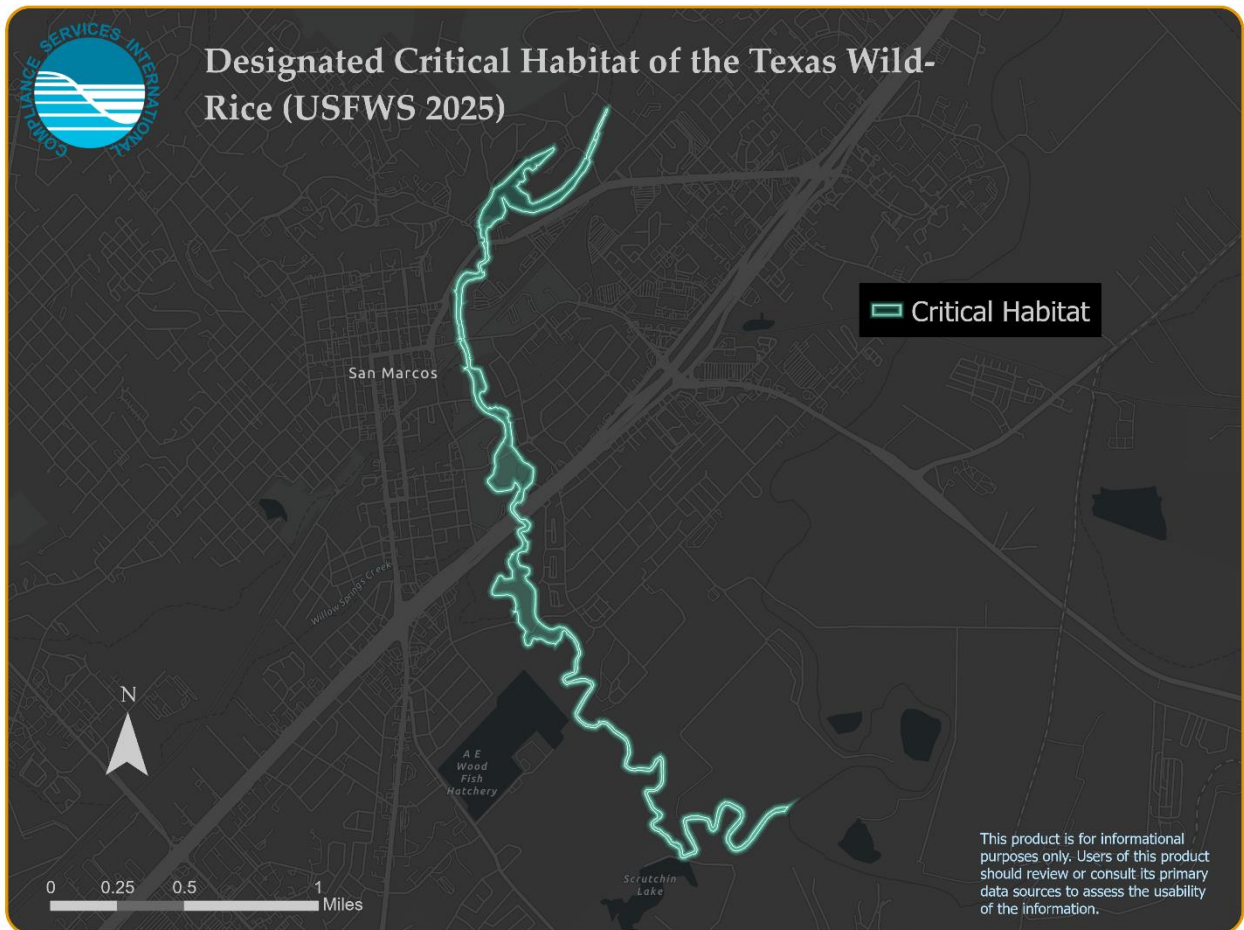 COMPLIANCE SERVICES INTERNATIONAL
Designated Critical Habitat of the Texas Wild-
Rice (USFWS 2025)
Critical Habitat
San Marcos
Willow Springs Creek
N
A E
Wood
Fish
Hatchery
Scrutchin
Lake
0 0.25 0.5 1
Miles
This product is for informational
purposes only. Users of this product
should review or consult its primary
data sources to assess the usability
of the information.